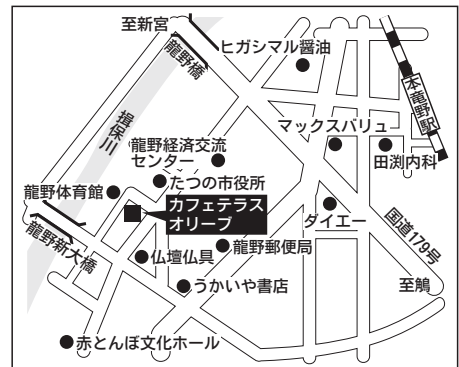 至新宮
ヒガシマル醤油
龍野橋
本竜野駅
揖保川
マックスバリュ
龍野経済交流
センター
田渕内科
たつの市役所
龍野体育館
カフェテラス
オリーブ
ダイエー
国道179号
龍野新大橋
龍野郵便局
仏壇仏具
至鵤
うかいや書店
赤とんぼ文化ホール